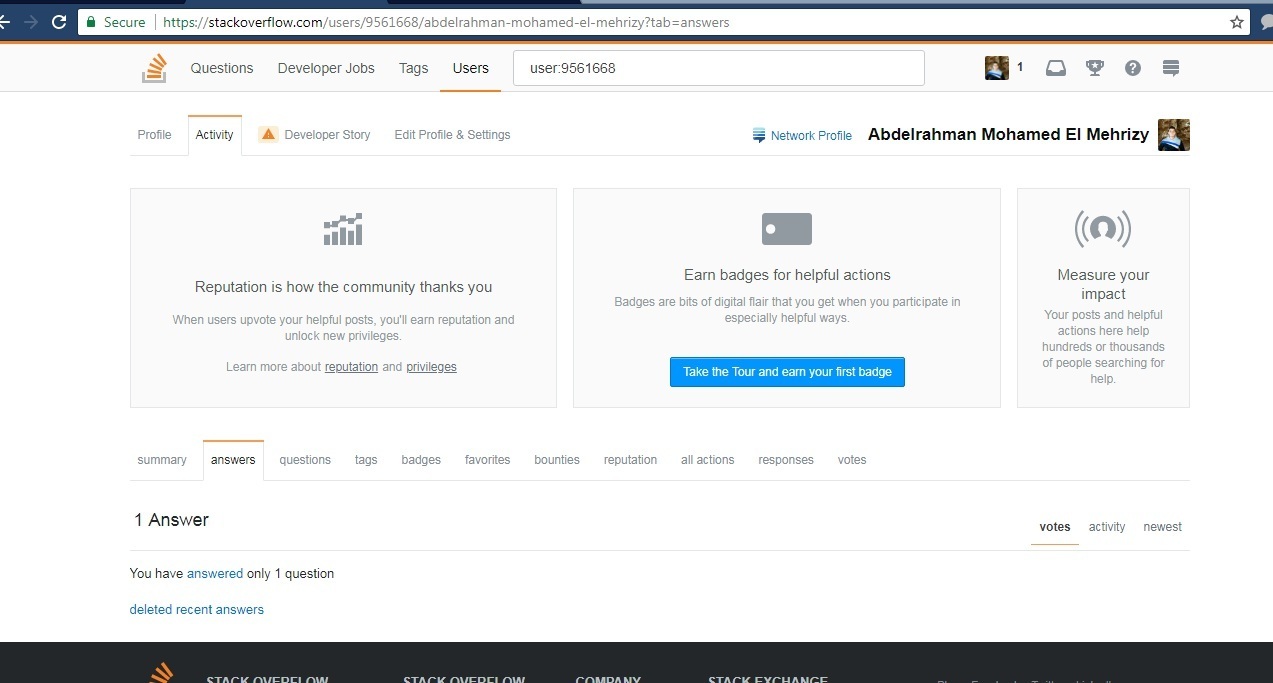 Secure https://stackoverflow.com/users/9561668/abdelrahman-mohamed-el-mehrizy?tab=answers
Questions Developer Jobs Tags Users user:9561668 1
Profile Activity Developer Story Edit Profile & Settings Network Profile Abdelrahman Mohamed El Mehrizy
Reputation is how the community thanks you
When users upvote your helpful posts, you'll earn reputation and
unlock new privileges.
Learn more about reputation and privileges
Earn badges for helpful actions
Badges are bits of digital flair that you get when you participate in
especially helpful ways.
Take the Tour and earn your first badge
Measure your
impact
Your posts and helpful
actions here help
hundreds or thousands
of people searching for
help.
summary answers questions tags badges favorites bounties reputation all actions responses votes
1 Answer
votes activity newest
You have answered only 1 question
deleted recent answers
STACK OVERFLOW STACK OVERFLOW COMPANY STACK EXCHANGE